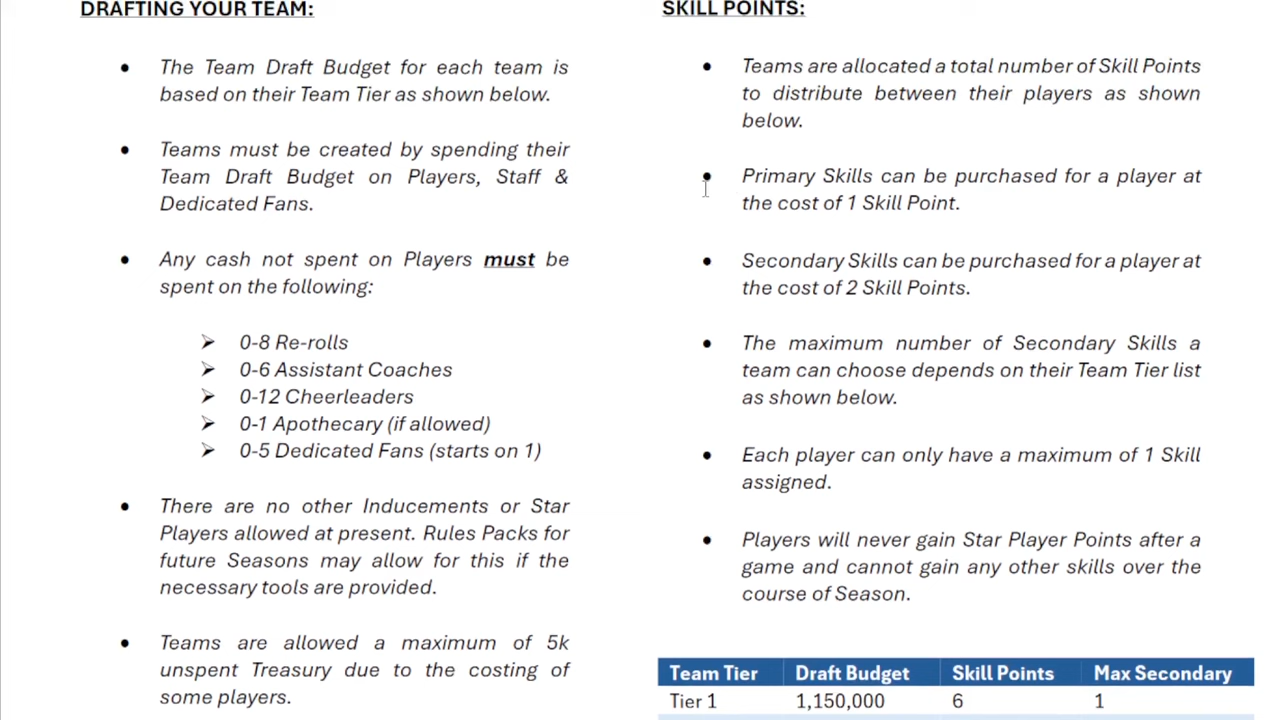 DRAFTING YOUR TEAM:
• The Team Draft Budget for each team is
based on their Team Tier as shown below.
• Teams must be created by spending their
Team Draft Budget on Players, Staff &
Dedicated Fans.
• Any cash not spent on Players must be
spent on the following:
➢ 0-8 Re-rolls
➢ 0-6 Assistant Coaches
➢ 0-12 Cheerleaders
➢ 0-1 Apothecary (if allowed)
➢ 0-5 Dedicated Fans (starts on 1)
• There are no other Inducements or Star
Players allowed at present. Rules Packs for
future Seasons may allow for this if the
necessary tools are provided.
• Teams are allowed a maximum of 5k
unspent Treasury due to the costing of
some players.
SKILL POINTS:
• Teams are allocated a total number of Skill Points
to distribute between their players as shown
below.
• Primary Skills can be purchased for a player at
the cost of 1 Skill Point.
• Secondary Skills can be purchased for a player at
the cost of 2 Skill Points.
• The maximum number of Secondary Skills a
team can choose depends on their Team Tier list
as shown below.
• Each player can only have a maximum of 1 Skill
assigned.
• Players will never gain Star Player Points after a
game and cannot gain any other skills over the
course of Season.
Team Tier Draft Budget Skill Points Max Secondary
Tier 1 1,150,000 6 1